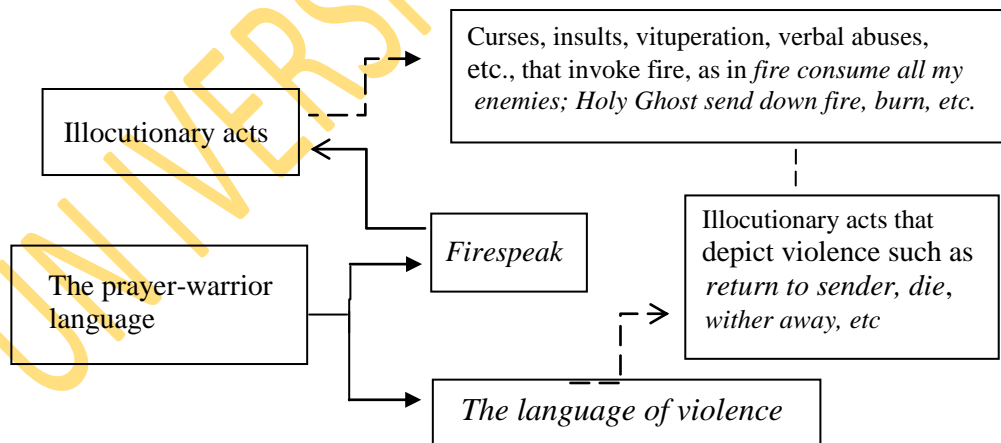 UN IVERSI
Curses, insults, vituperation, verbal abuses,
etc., that invoke fire, as in fire consume all my
enemies; Holy Ghost send down fire, burn, etc.
Illocutionary acts
Firespeak
Illocutionary acts that
depict violence such as
return to sender, die,
wither away, etc
The prayer-warrior
language
The language of violence